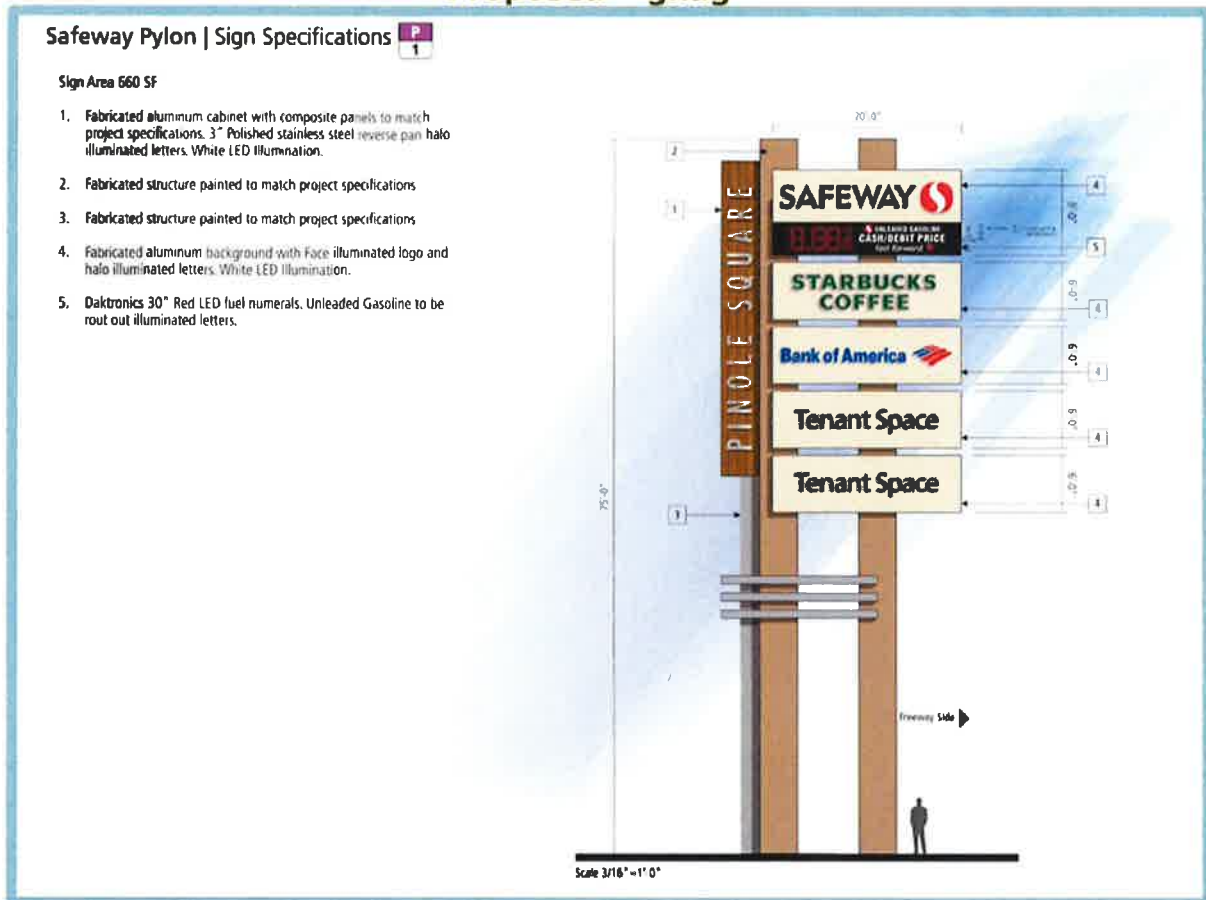 Safeway Pylon | Sign Specifications P
1
Sign Area 660 SF
1. Fabricated aluminum cabinet with composite panels to match
project specifications. 3" Polished stainless steel reverse pan halo
illuminated letters. White LED Illumination.
2. Fabricated structure painted to match project specifications
3. Fabricated structure painted to match project specifications
4. Fabricated aluminum background with Face illuminated logo and
halo illuminated letters. White LED Illumination.
5. Daktronics 30" Red LED fuel numerals. Unleaded Gasoline to be
rout out illuminated letters.
20'-0"
2
1
PINOLE SQUARE
SAFEWAY
4
9'-0"
UNLEADED GASOLINE
CASH/DEBIT PRICE
5
STARBUCKS
COFFEE
6'-0"
4
Bank of America
6'-0"
4
Tenant Space
6'-0"
4
Tenant Space
6'-0"
4
75'-0"
3
Freeway Side
Scale 3/16"=1'0"